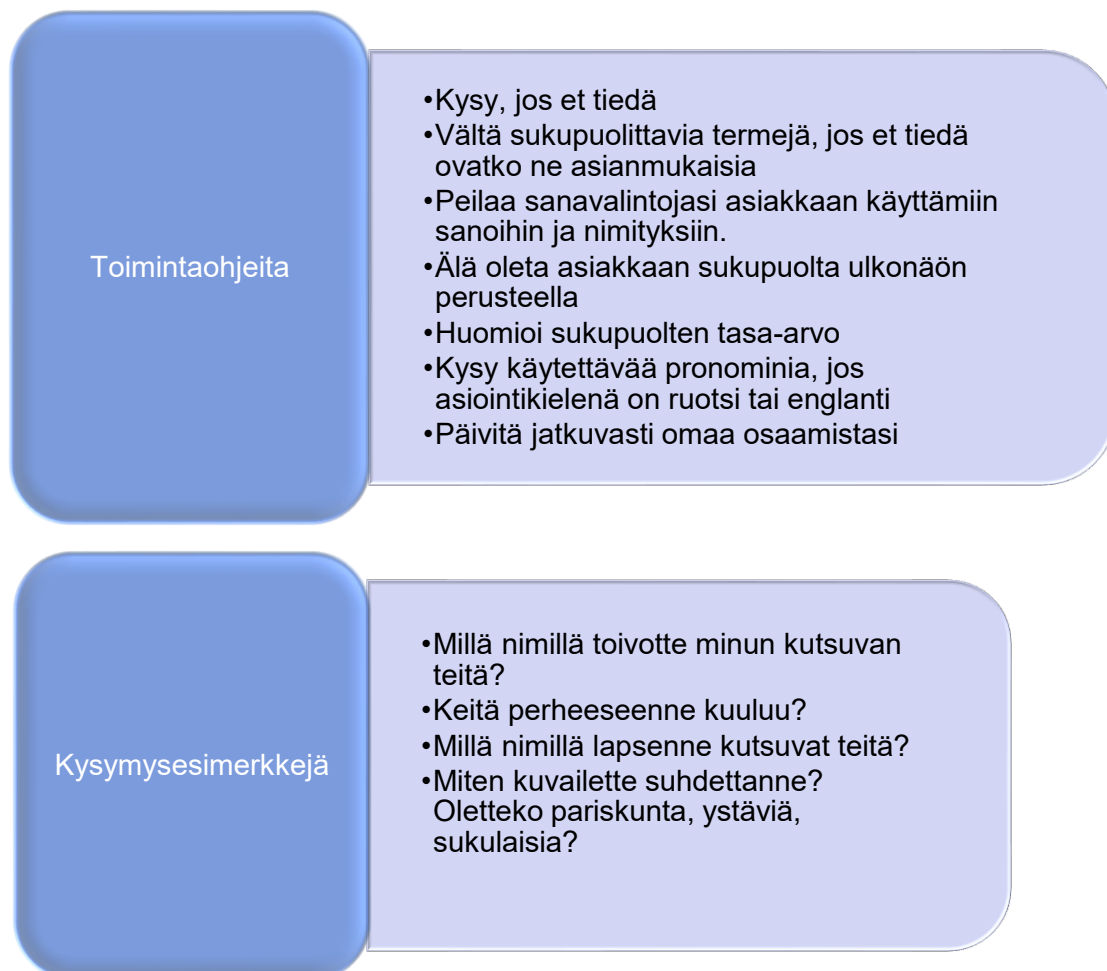 Toimintaohjeita
•Kysy, jos et tiedä
•Vältä sukupuolittavia termejä, jos et tiedä
ovatko ne asianmukaisia
•Peilaa sanavalintojasi asiakkaan käyttämiin
sanoihin ja nimityksiin.
•Älä oleta asiakkaan sukupuolta ulkonäön
perusteella
•Huomioi sukupuolten tasa-arvo
•Kysy käytettävää pronominia, jos
asiointikielenä on ruotsi tai englanti
•Päivitä jatkuvasti omaa osaamistasi
Kysymysesimerkkejä
•Millä nimillä toivotte minun kutsuvan
teitä?
•Keitä perheeseenne kuuluu?
•Millä nimillä lapsenne kutsuvat teitä?
•Miten kuvailette suhdettanne?
Oletteko pariskunta, ystäviä,
sukulaisia?